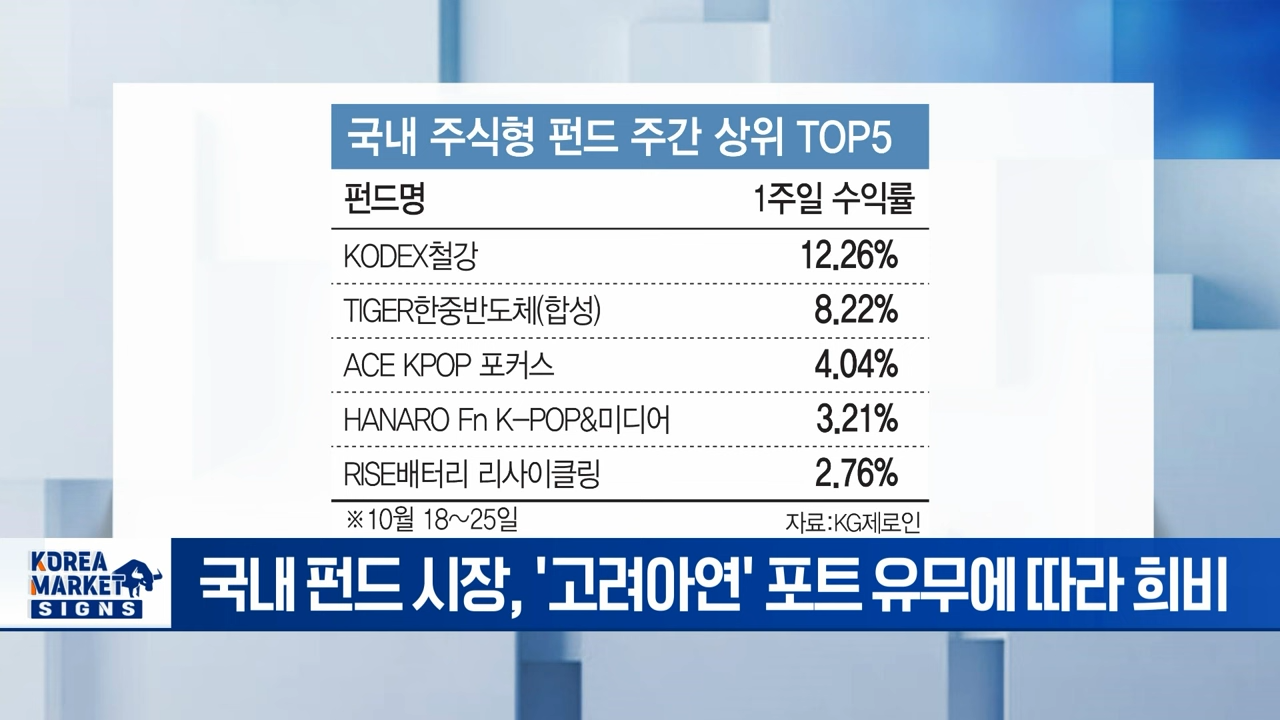 국내 주식형 펀드 주간 상위 TOP5
펀드명 1주일 수익률
KODEX철강 12.26%
TIGER한중반도체(합성) 8.22%
ACE KPOP 포커스 4.04%
HANARO Fn K-POP&미디어 3.21%
RISE배터리 리사이클링 2.76%
※10월 18~25일 자료:KG제로인
KOREA
MARKET
SIGNS
국내 펀드 시장, '고려아연' 포트 유무에 따라 희비